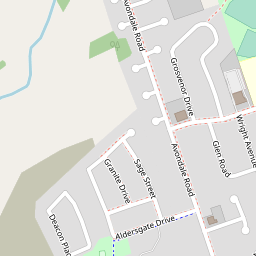 Avondale Road
Grosvenor Drive
Wright Avenue
Glen Road
Avondale Road
Sage Street
Granite Drive
Deacon Pla
Aldersgate Drive